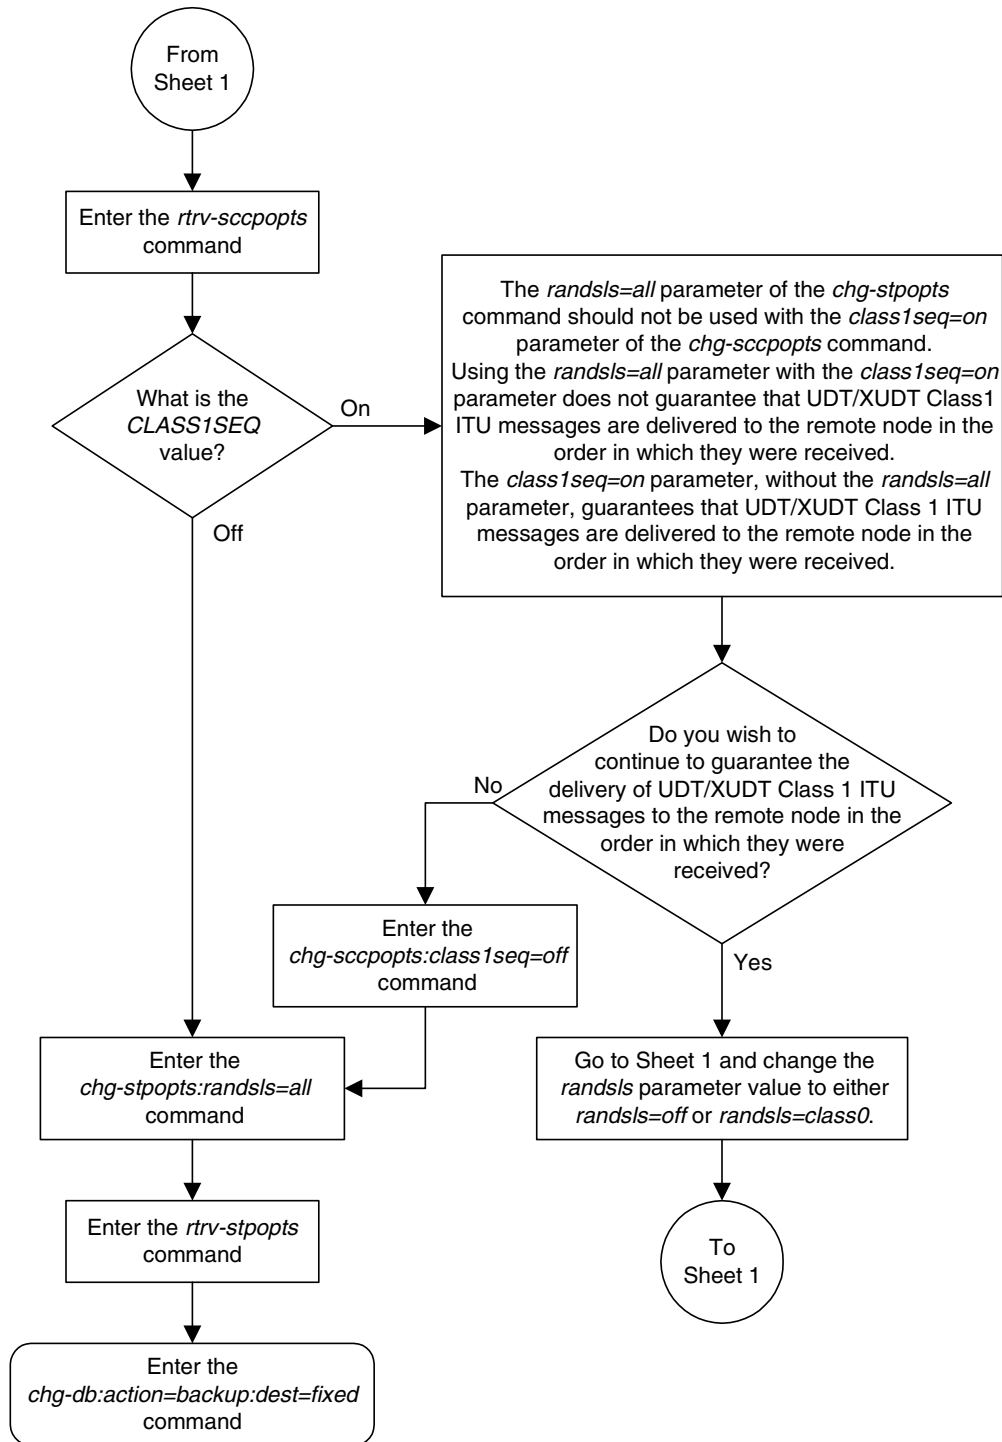 From
Sheet 1
Enter the rtrv-sccpopts
command
What is the
CLASS1SEQ
value?
On
Off
The randsls=all parameter of the chg-stpopts
command should not be used with the class1seq=on
parameter of the chg-sccpopts command.
Using the randsls=all parameter with the class1seq=on
parameter does not guarantee that UDT/XUDT Class1
ITU messages are delivered to the remote node in the
order in which they were received.
The class1seq=on parameter, without the randsls=all
parameter, guarantees that UDT/XUDT Class 1 ITU
messages are delivered to the remote node in the
order in which they were received.
Do you wish to
continue to guarantee the
delivery of UDT/XUDT Class 1 ITU
messages to the remote node in the
order in which they were
received?
No
Yes
Enter the
chg-sccpopts:class1seq=off
command
Enter the
chg-stpopts:randsls=all
command
Go to Sheet 1 and change the
randsls parameter value to either
randsls=off or randsls=class0.
Enter the rtrv-stpopts
command
To
Sheet 1
Enter the
chg-db:action=backup:dest=fixed
command